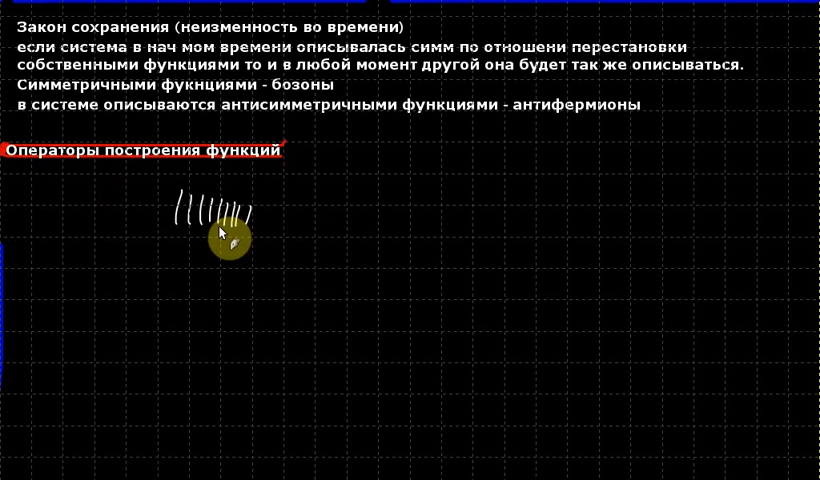 Закон сохранения (неизменность во времени)
если система в нач мом времени описывалась симм по отношени перестановки
собственными функциями то и в любой момент другой она будет так же описываться.
Симметричными фукнциями - бозоны
в системе описываются антисимметричными функциями - антифермионы
Операторы построения функций